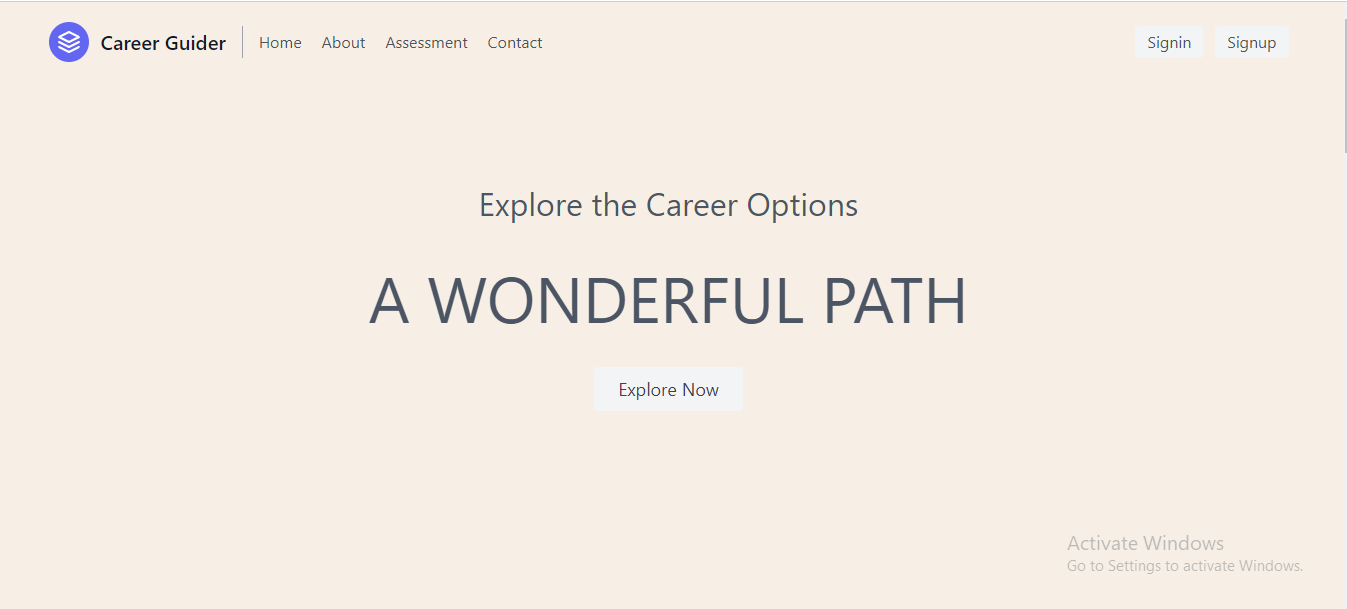 Career Guider Home About Assessment Contact Signin Signup
Explore the Career Options
A WONDERFUL PATH
Explore Now
Activate Windows
Go to Settings to activate Windows.